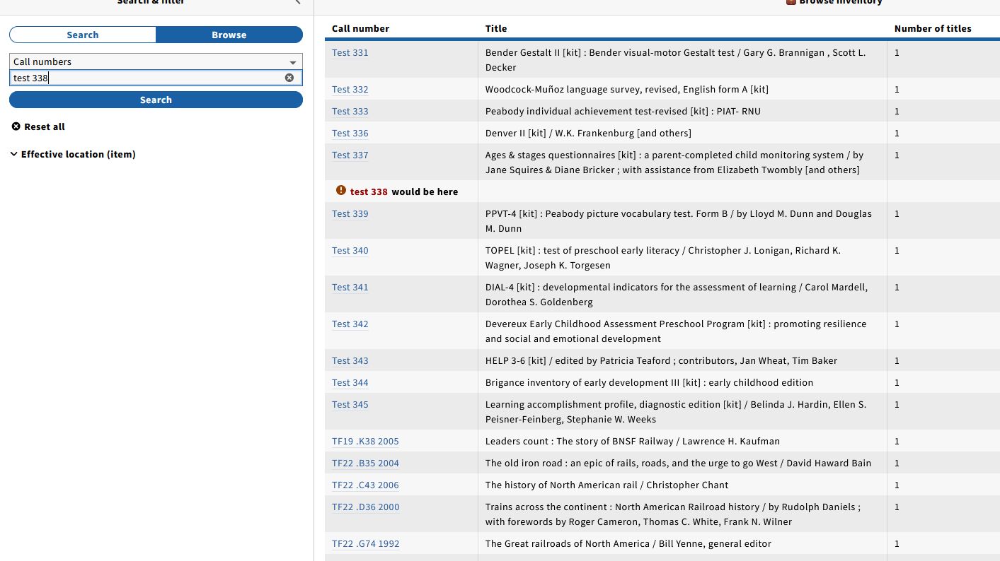 Search & filter
Browse inventory
Search
Browse
Call numbers
test 338
Search
Reset all
Effective location (item)
Call number Title Number of titles
Test 331 Bender Gestalt II [kit] : Bender visual-motor Gestalt test / Gary G. Brannigan , Scott L. 1
Decker
Test 332 Woodcock-Muñoz language survey, revised, English form A [kit] 1
Test 333 Peabody individual achievement test-revised [kit] : PIAT- RNU 1
Test 336 Denver II [kit] / W.K. Frankenburg [and others] 1
Test 337 Ages & stages questionnaires [kit] : a parent-completed child monitoring system / by 1
Jane Squires & Diane Bricker ; with assistance from Elizabeth Twombly [and others]
test 338 would be here
Test 339 PPVT-4 [kit] : Peabody picture vocabulary test. Form B / by Lloyd M. Dunn and Douglas 1
M. Dunn
Test 340 TOPEL [kit] : test of preschool early literacy / Christopher J. Lonigan, Richard K. 1
Wagner, Joseph K. Torgesen
Test 341 DIAL-4 [kit] : developmental indicators for the assessment of learning / Carol Mardell, 1
Dorothea S. Goldenberg
Test 342 Devereux Early Childhood Assessment Preschool Program [kit] : promoting resilience 1
and social and emotional development
Test 343 HELP 3-6 [kit] / edited by Patricia Teaford ; contributors, Jan Wheat, Tim Baker 1
Test 344 Brigance inventory of early development III [kit] : early childhood edition 1
Test 345 Learning accomplishment profile, diagnostic edition [kit] / Belinda J. Hardin, Ellen S. 1
Peisner-Feinberg, Stephanie W. Weeks
TF19 .K38 2005 Leaders count : The story of BNSF Railway / Lawrence H. Kaufman 1
TF22 .B35 2004 The old iron road : an epic of rails, roads, and the urge to go West / David Haward Bain 1
TF22 .C43 2006 The history of North American rail / Christopher Chant 1
TF22 .D36 2000 Trains across the continent : North American Railroad history / by Rudolph Daniels ; 1
with forewords by Roger Cameron, Thomas C. White, Frank N. Wilner
TF22 .G74 1992 The Great railroads of North America / Bill Yenne, general editor 1